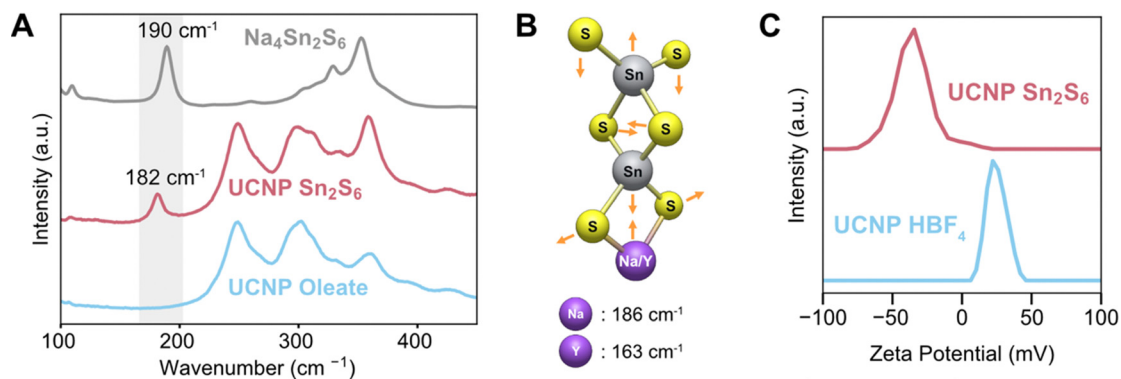 A
190 cm⁻¹
Na₄Sn₂S₆
182 cm⁻¹
UCNP Sn₂S₆
UCNP Oleate
Intensity (a.u.)
100 200 300 400
Wavenumber (cm ⁻¹)
B
S
S
Sn
S
S
Sn
S
S
Na/Y
Na : 186 cm⁻¹
Y : 163 cm⁻¹
C
UCNP Sn₂S₆
UCNP HBF₄
Intensity (a.u.)
−100 −50 0 50 100
Zeta Potential (mV)